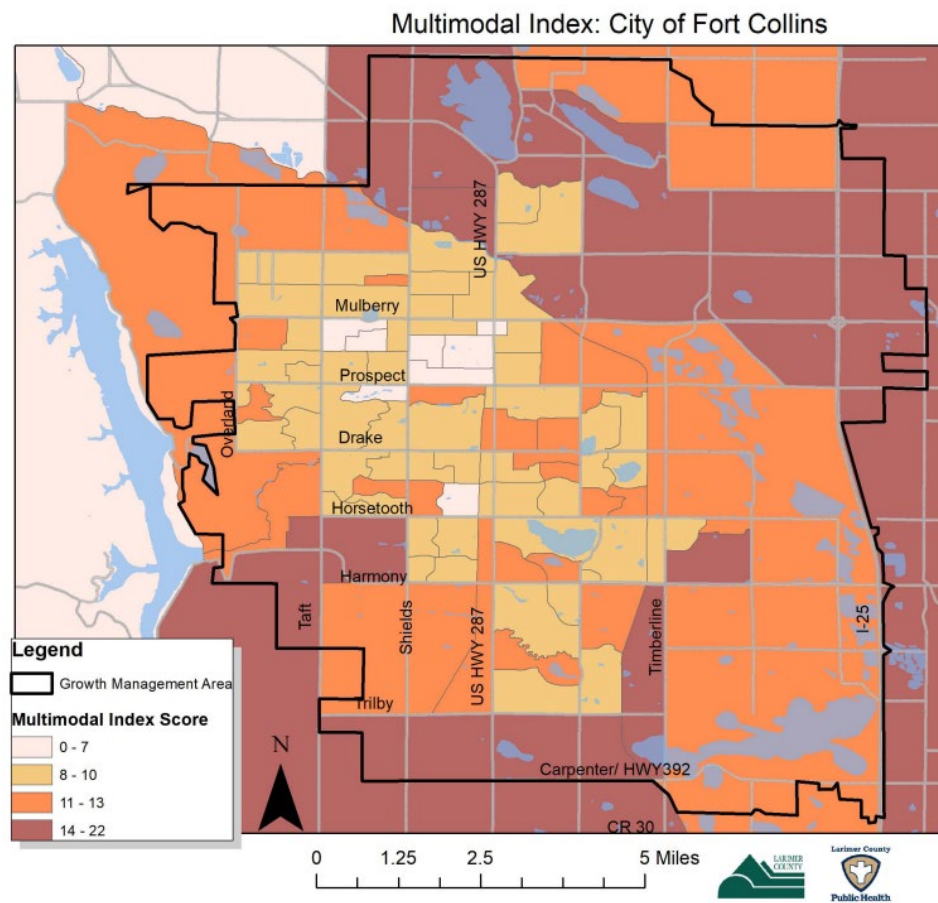 Multimodal Index: City of Fort Collins
US HWY 287
Mulberry
Prospect
Overland
Drake
Horsetooth
Harmony
Taft
Shields
US HWY 287
Timberline
I-25
Trilby
Carpenter/ HWY392
CR 30
Legend
Growth Management Area
Multimodal Index Score
0 - 7
8 - 10
11 - 13
14 - 22
N
0 1.25 2.5 5 Miles
LARIMER
COUNTY
Larimer County
Public Health